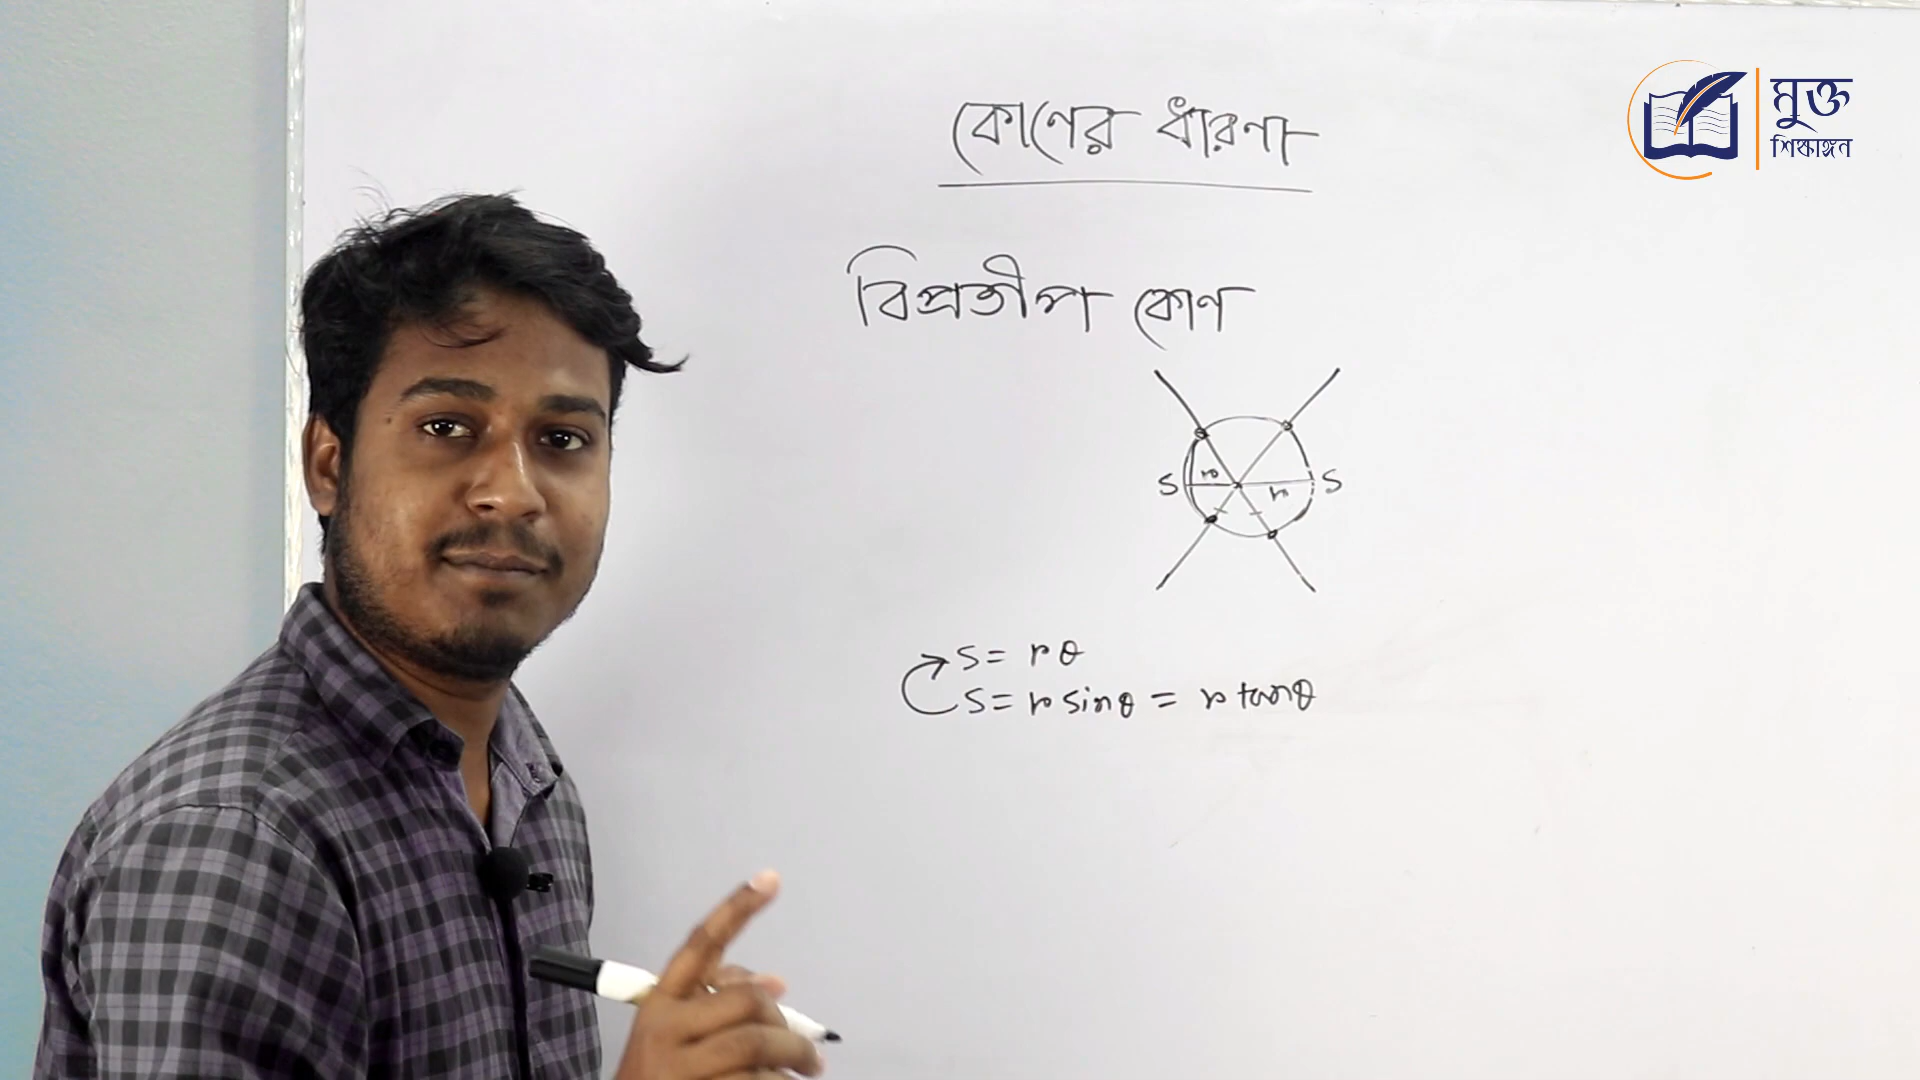 কোণের ধারণা
মুক্ত
শিক্ষাঙ্গন
বিপ্রতীপ কোণ
S r r S
S = rθ
S = r sinθ = r tanθ